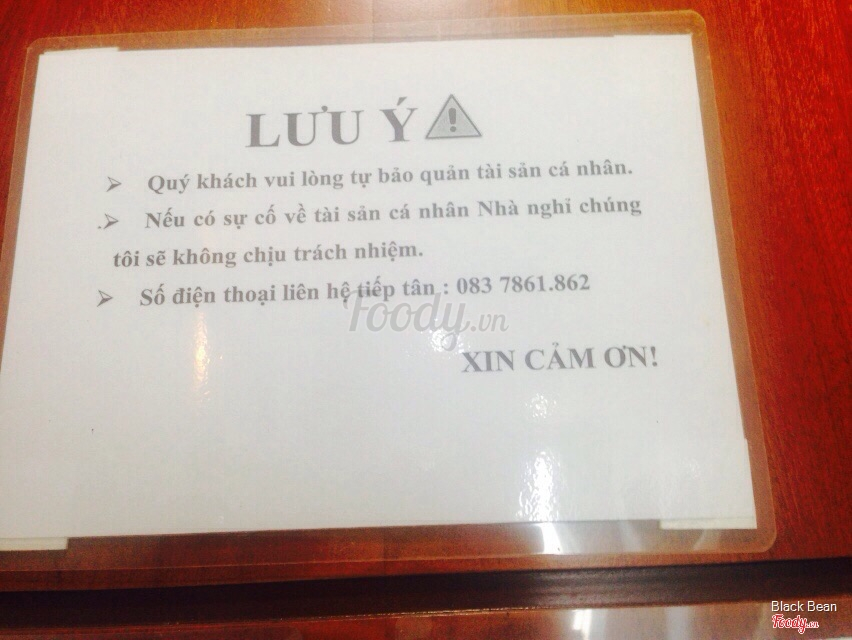 LƯU Ý
➢ Quý khách vui lòng tự bảo quản tài sản cá nhân.
.➢ Nếu có sự cố về tài sản cá nhân Nhà nghỉ chúng
tôi sẽ không chịu trách nhiệm.
➢ Số điện thoại liên hệ tiếp tân : 083 7861.862
Foody.vn
XIN CẢM ƠN!
Black Bean
Foody.vn